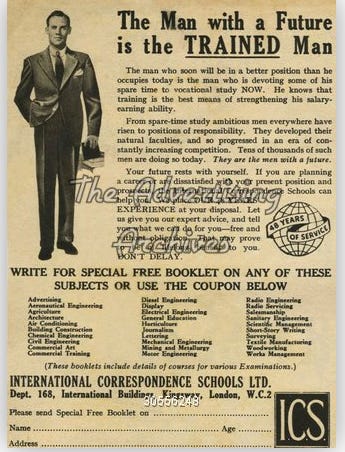 The Man with a Future
is the TRAINED Man
The man who soon will be in a better position than he
occupies today is the man who is devoting some of his
spare time to vocational study NOW. He knows that
training is the best means of strengthening his salary-
earning ability.
From spare-time study ambitious men everywhere have
risen to positions of responsibility. They developed their
natural faculties, and so progressed in an era of con-
stantly increasing competition. Tens of thousands of such
men are doing so today. They are the men with a future.
Your future rests with yourself. If you are planning
a career, or are dissatisfied with your present position and
The Advertising
Archives
EXPERIENCE at your disposal. Let
us give you our expert advice, and tell
you what we can do for you—free and
without obligation. That may prove
to you.
DON'T DELAY.
48 YEARS
OF SERVICE
WRITE FOR SPECIAL FREE BOOKLET ON ANY OF THESE
SUBJECTS OR USE THE COUPON BELOW
Advertising Diesel Engineering Radio Engineering
Aeronautical Engineering Display Radio Servicing
Agriculture Electrical Engineering Salesmanship
Architecture General Education Sanitary Engineering
Air Conditioning Horticulture Scientific Management
Building Construction Journalism Short-Story Writing
Chemical Engineering Lettering Surveying
Civil Engineering Mechanical Engineering Textile Manufacturing
Commercial Art Mining and Metallurgy Woodworking
Commercial Training Motor Engineering Works Management
(These booklets include details of courses for various Examinations.)
INTERNATIONAL CORRESPONDENCE SCHOOLS LTD.
Dept. 168, International Buildings, Kingsway, London, W.C.2
30566248
Please send Special Free Booklet on
Name Age
Address
I.C.S.